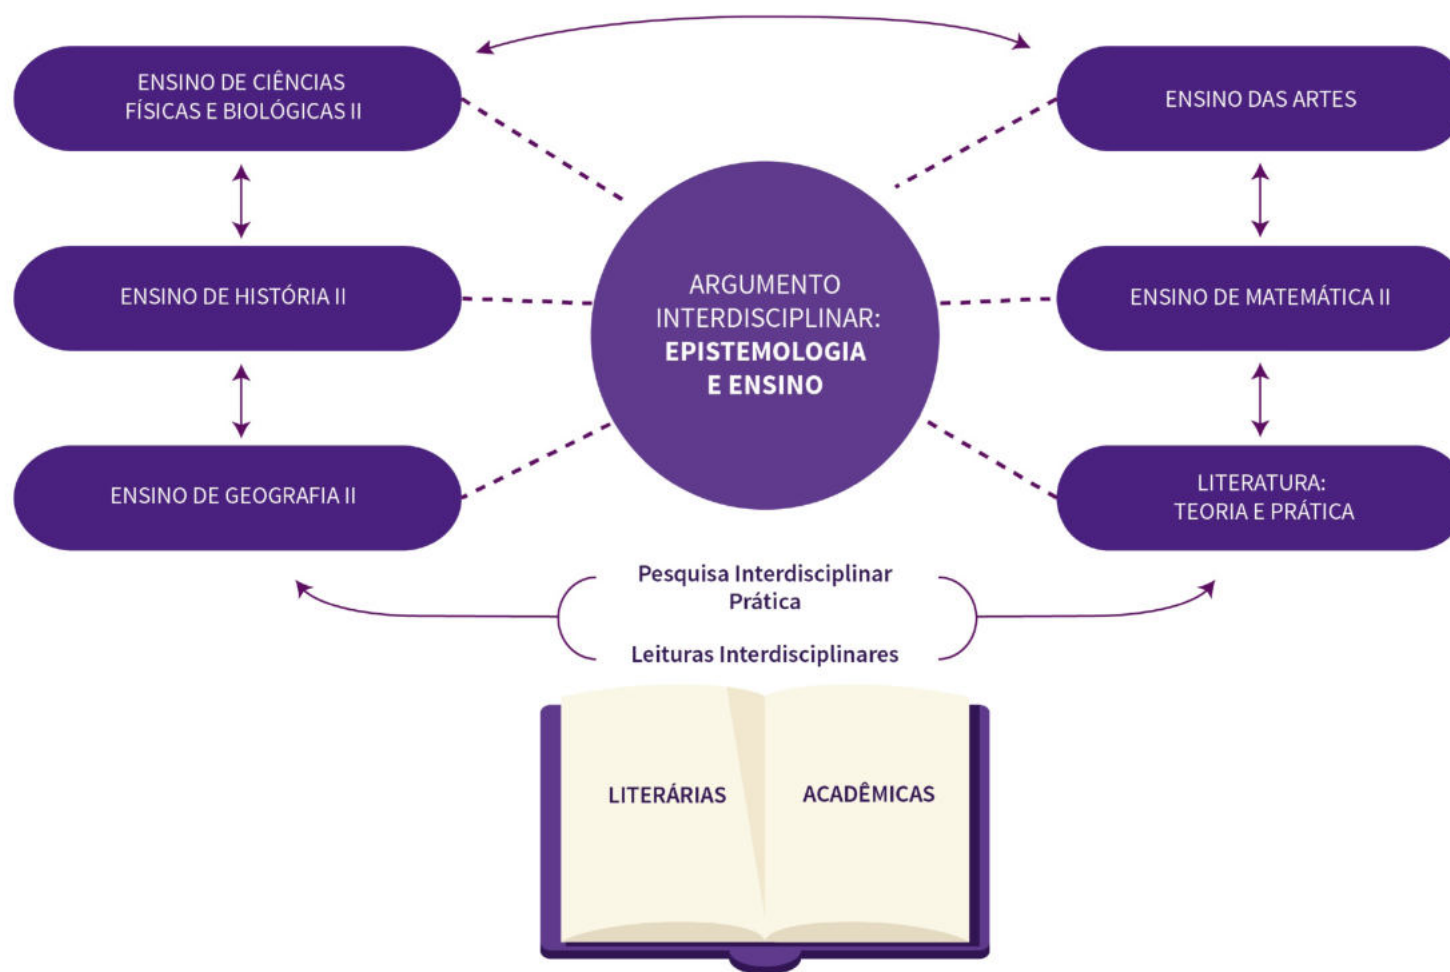 ENSINO DE CIÊNCIAS
FÍSICAS E BIOLÓGICAS II
ENSINO DAS ARTES
ENSINO DE HISTÓRIA II
ARGUMENTO
INTERDISCIPLINAR:
EPISTEMOLOGIA
E ENSINO
ENSINO DE MATEMÁTICA II
ENSINO DE GEOGRAFIA II
LITERATURA:
TEORIA E PRÁTICA
Pesquisa Interdisciplinar
Prática
Leituras Interdisciplinares
LITERÁRIAS
ACADÊMICAS